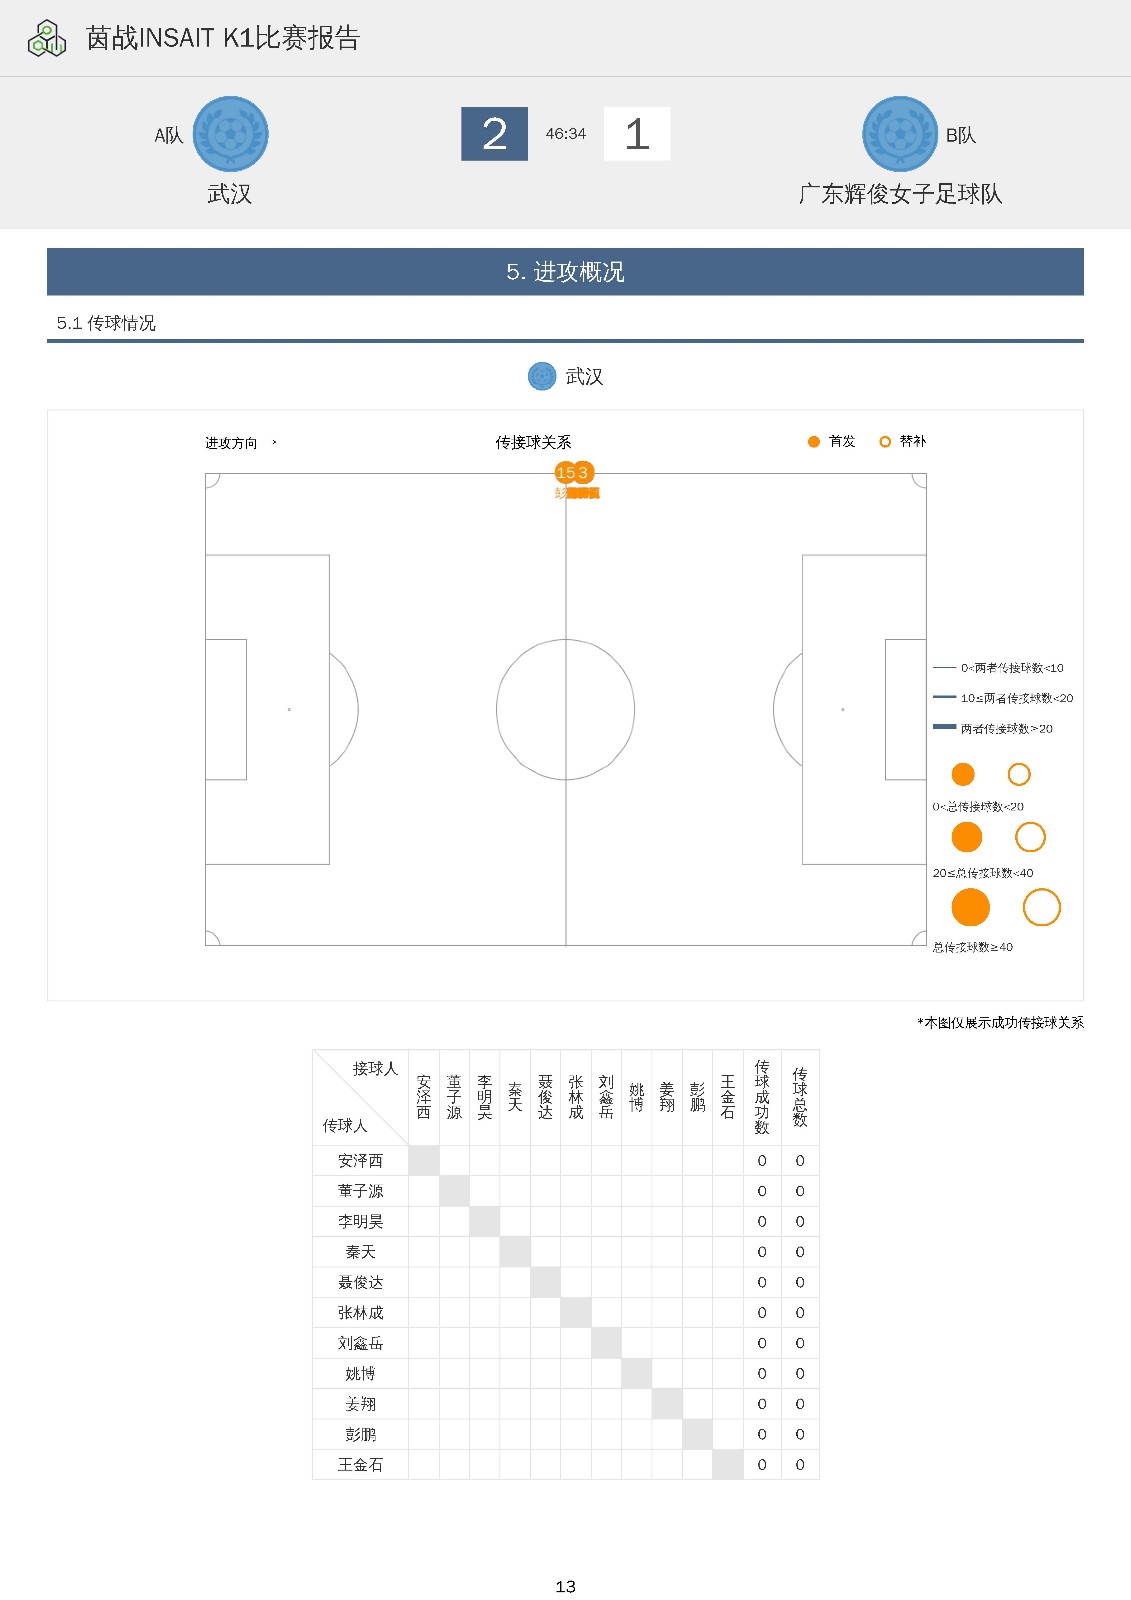 茵战INSAIT K1比赛报告
A队
2
46:34
1
B队
武汉
广东辉俊女子足球队
5. 进攻概况
5.1 传球情况
武汉
进攻方向
传接球关系
首发
替补
15
3
彭
0<两者传接球数<10
10≤两者传接球数<20
两者传接球数≥20
0<总传接球数<20
20≤总传接球数<40
总传接球数≥40
*本图仅展示成功传接球关系
接球人
传球人
安泽西
董子源
李明昊
秦天
聂俊达
张林成
刘鑫岳
姚博
姜翔
彭鹏
王金石
传球成功数
传球总数
安泽西 0 0
董子源 0 0
李明昊 0 0
秦天 0 0
聂俊达 0 0
张林成 0 0
刘鑫岳 0 0
姚博 0 0
姜翔 0 0
彭鹏 0 0
王金石 0 0
13